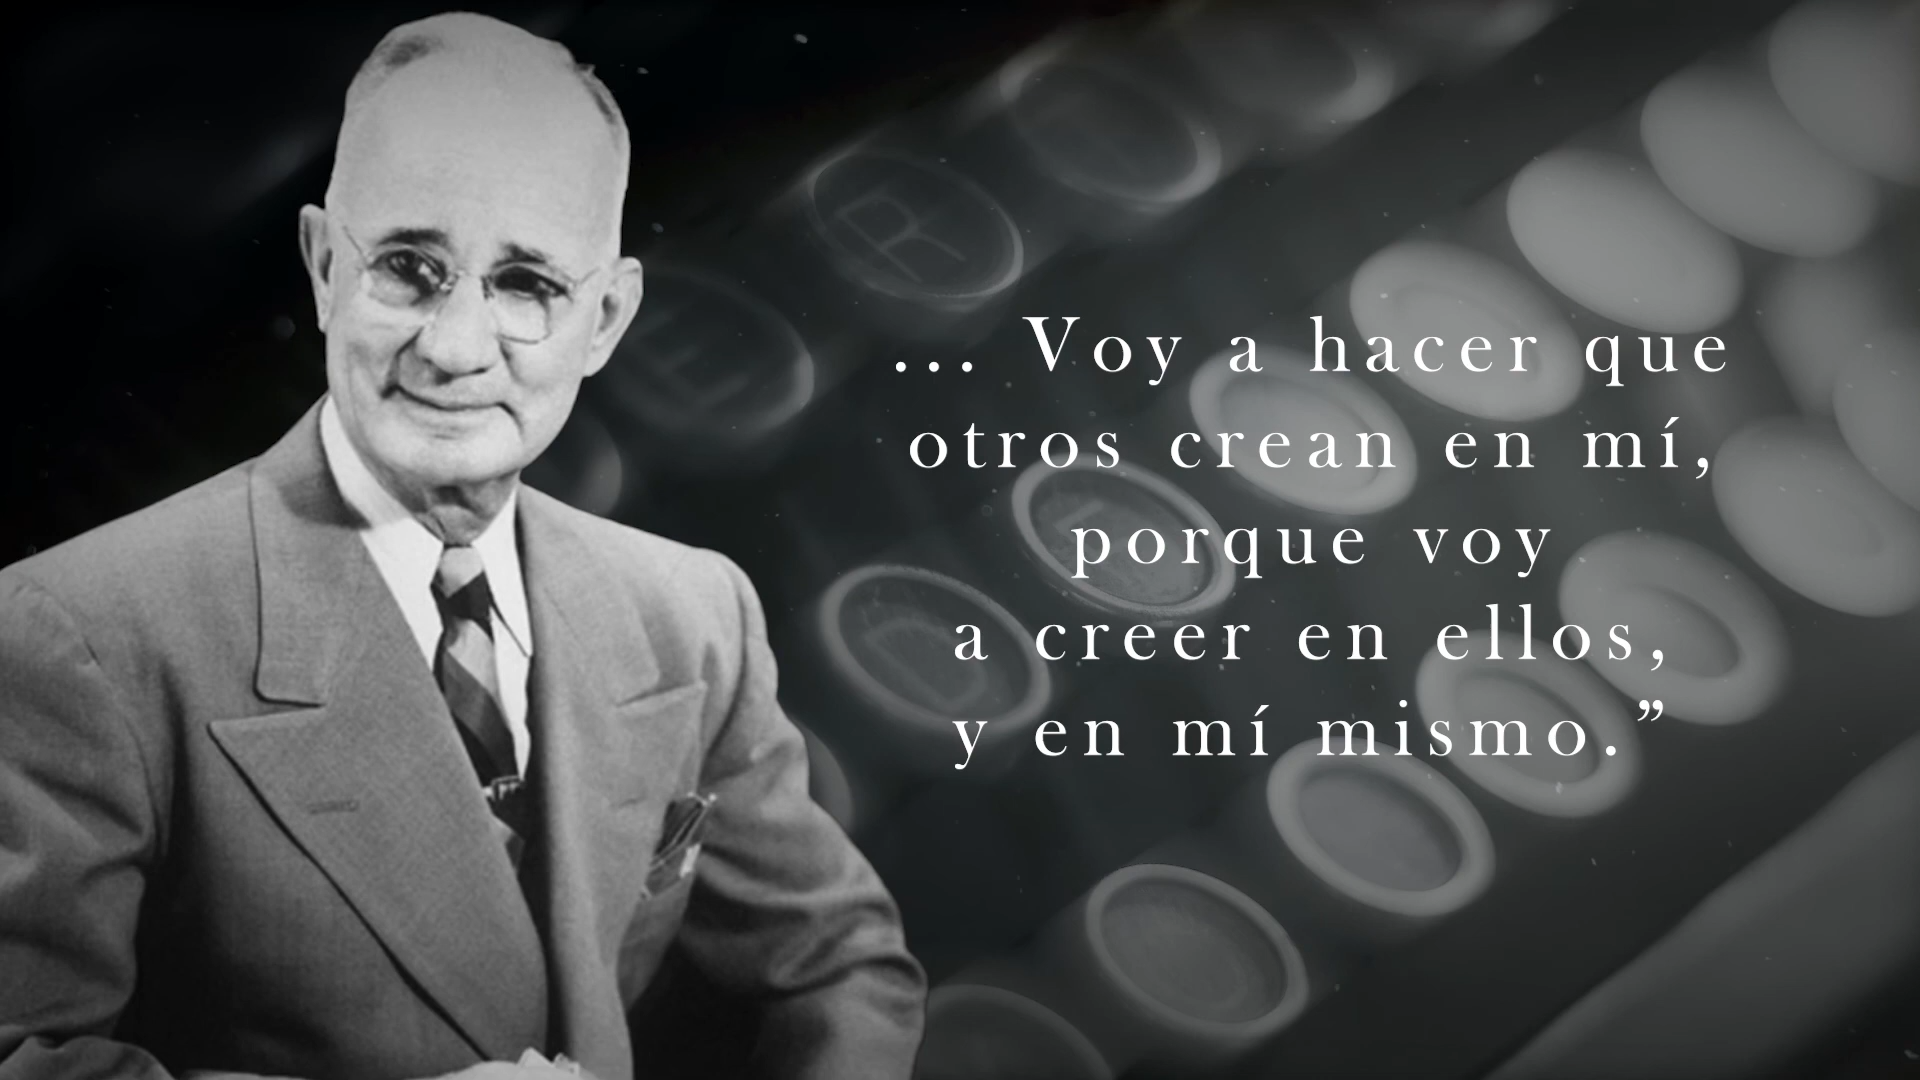 ... Voy a hacer que
otros crean en mí,
porque voy
a creer en ellos,
y en mí mismo.”
R
E
D